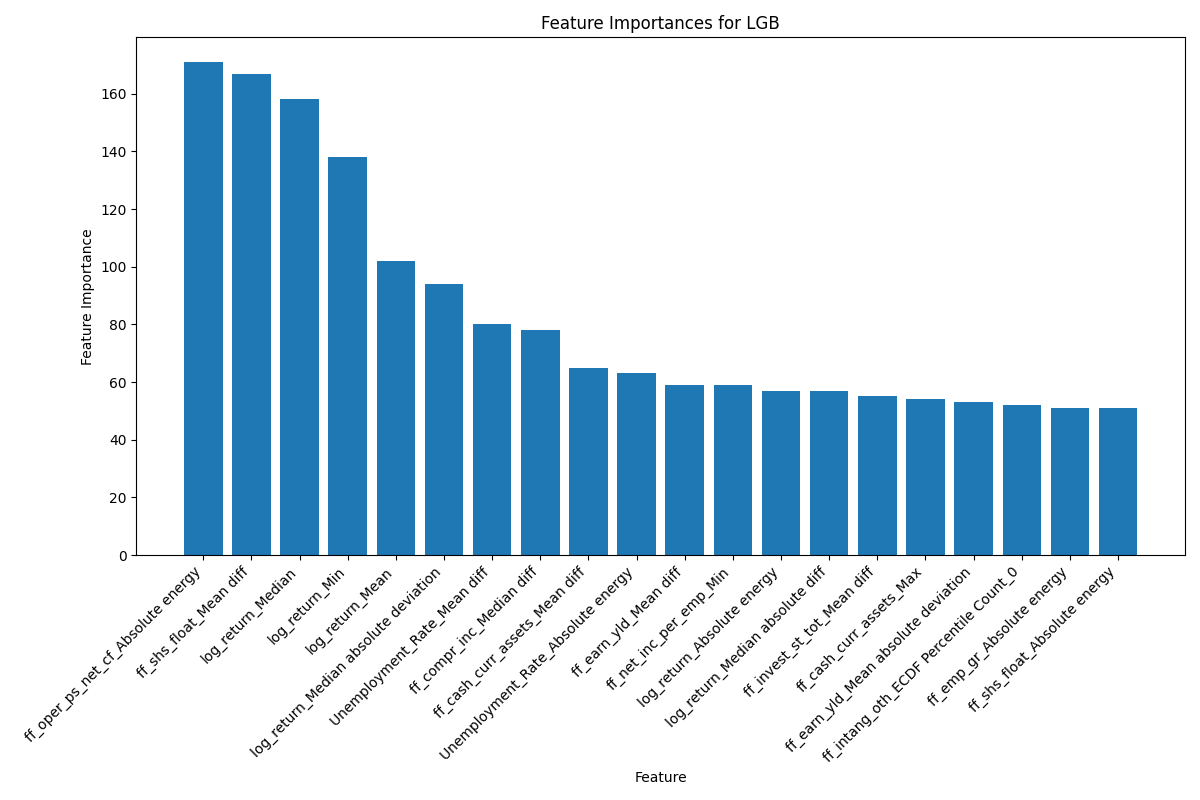 Feature Importances for LGB
Feature Importance
160
140
120
100
80
60
40
20
0
ff_oper_ps_net_cf_Absolute energy
ff_shs_float_Mean diff
log_return_Median
log_return_Min
log_return_Mean
log_return_Median absolute deviation
Unemployment_Rate_Mean diff
ff_compr_inc_Median diff
ff_cash_curr_assets_Mean diff
Unemployment_Rate_Absolute energy
ff_earn_yld_Mean diff
ff_net_inc_per_emp_Min
log_return_Absolute energy
log_return_Median absolute diff
ff_invest_st_tot_Mean diff
ff_cash_curr_assets_Max
ff_earn_yld_Mean absolute deviation
ff_intang_oth_ECDF Percentile Count_0
ff_emp_gr_Absolute energy
ff_shs_float_Absolute energy
Feature